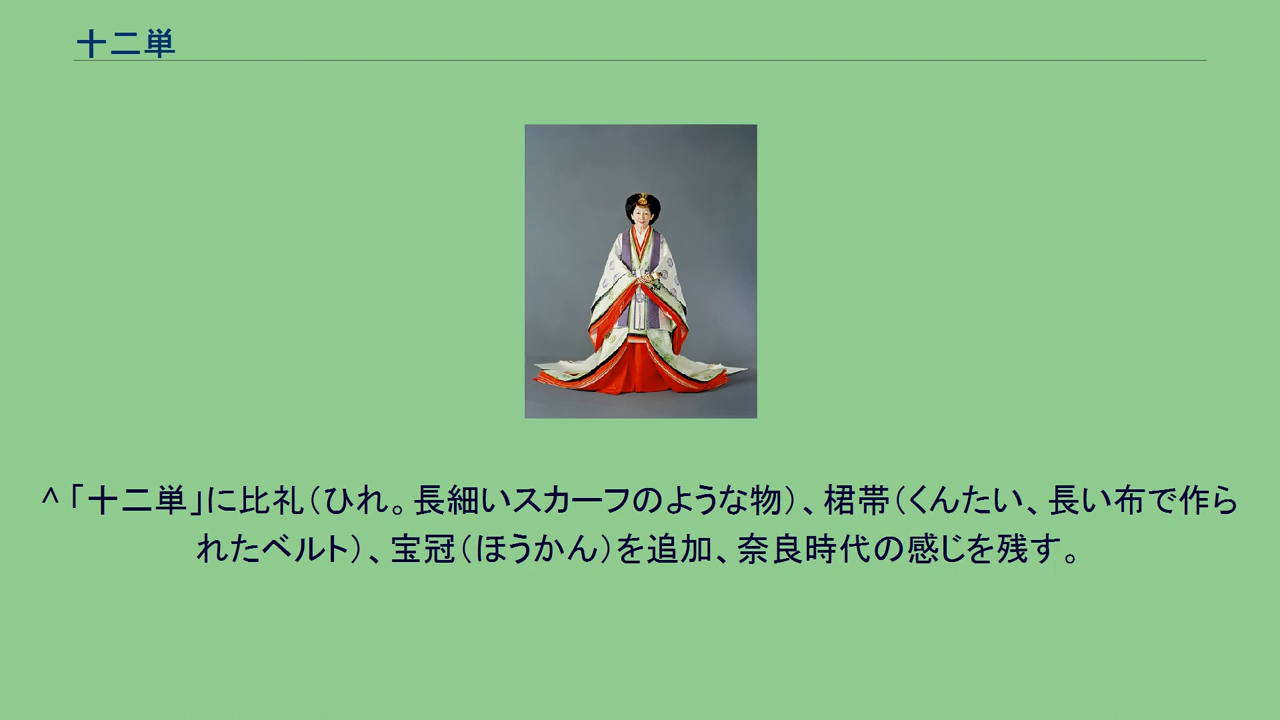 十二単
^「十二単」に比礼（ひれ。長細いスカーフのような物）、桾帯（くんたい、長い布で作ら
れたベルト）、宝冠（ほうかん）を追加、奈良時代の感じを残す。